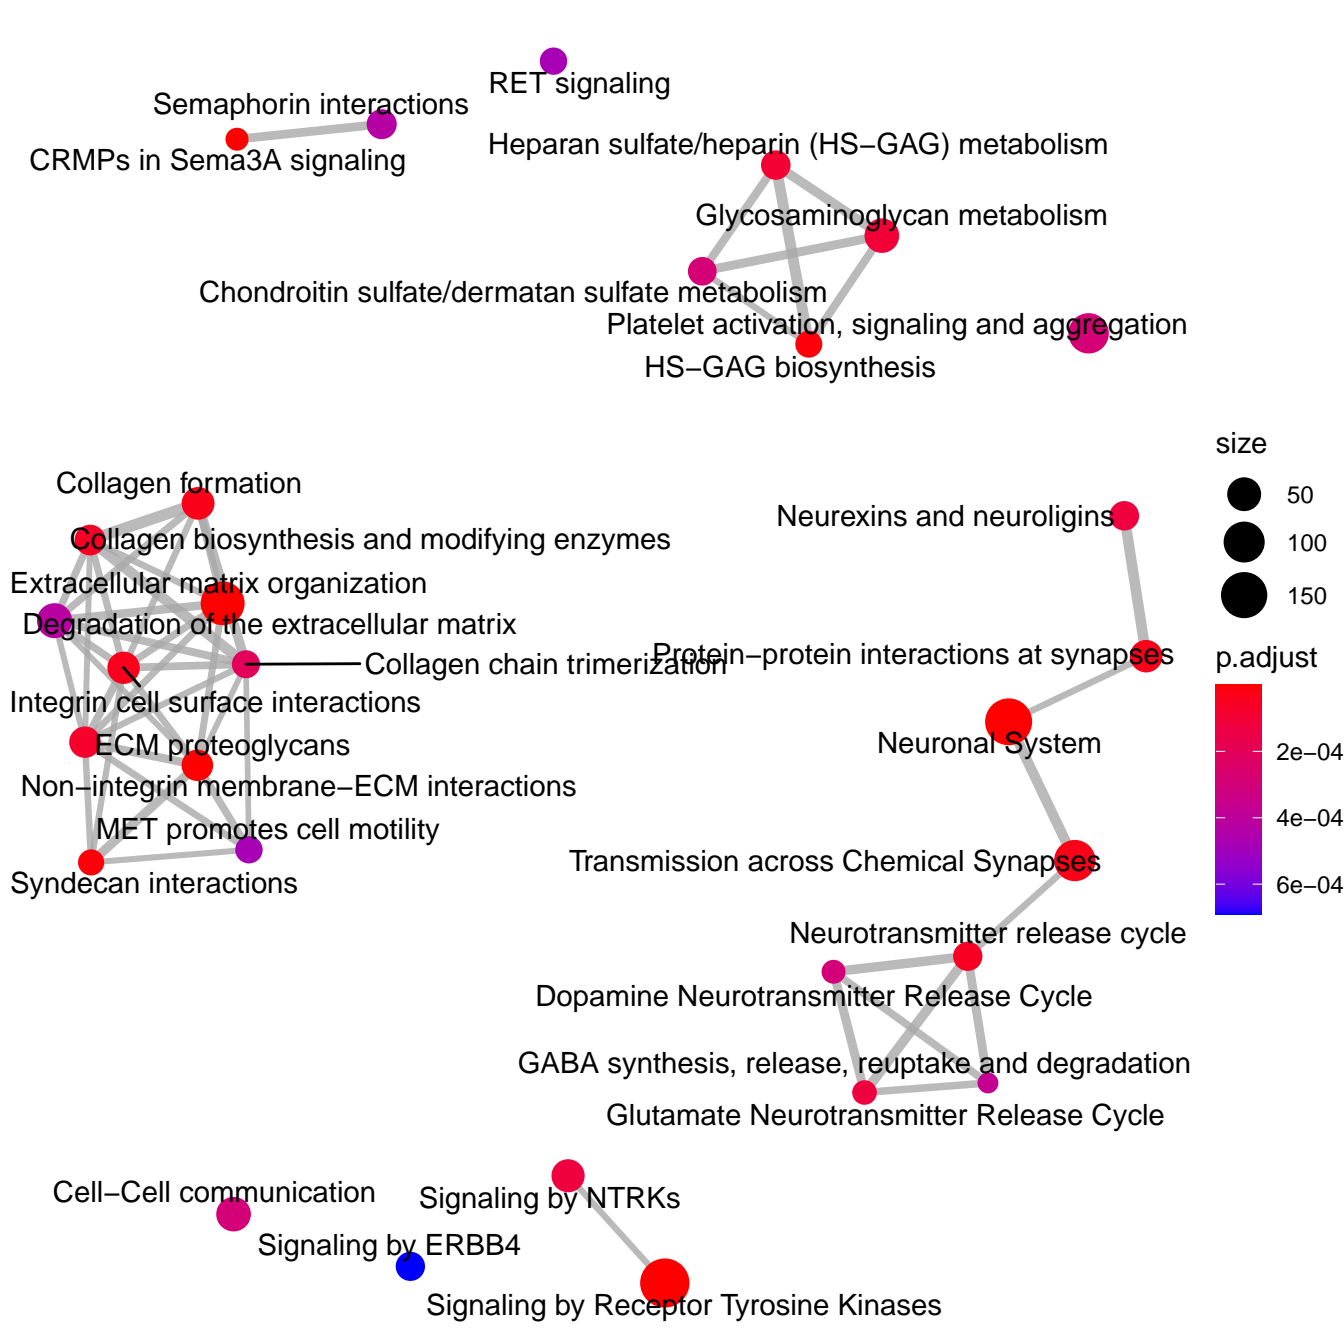 RET signaling
Semaphorin interactions
CRMPs in Sema3A signaling
Heparan sulfate/heparin (HS−GAG) metabolism
Glycosaminoglycan metabolism
Chondroitin sulfate/dermatan sulfate metabolism
Platelet activation, signaling and aggregation
HS−GAG biosynthesis
Collagen formation
Collagen biosynthesis and modifying enzymes
Extracellular matrix organization
Degradation of the extracellular matrix
Collagen chain trimerization
Integrin cell surface interactions
ECM proteoglycans
Non−integrin membrane−ECM interactions
MET promotes cell motility
Syndecan interactions
Neurexins and neuroligins
Protein−protein interactions at synapses
Neuronal System
Transmission across Chemical Synapses
Neurotransmitter release cycle
Dopamine Neurotransmitter Release Cycle
GABA synthesis, release, reuptake and degradation
Glutamate Neurotransmitter Release Cycle
Cell−Cell communication
Signaling by NTRKs
Signaling by ERBB4
Signaling by Receptor Tyrosine Kinases
size
50
100
150
p.adjust
2e−04
4e−04
6e−04